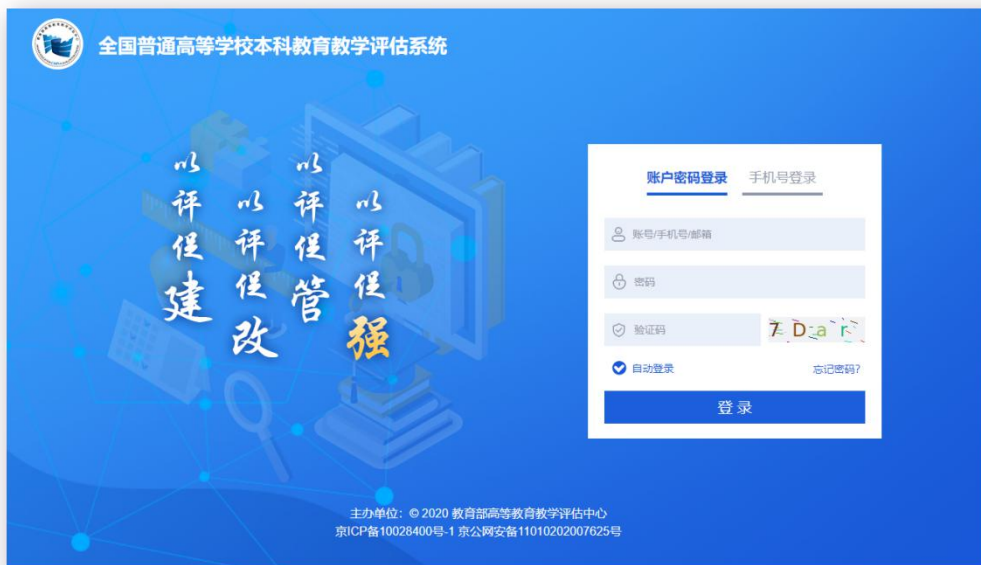 全国普通高等学校本科教育教学评估系统
以评促建
以评促改
以评促管
以评促强
账户密码登录 手机号登录
账号/手机号/邮箱
密码
验证码 7 D a r
自动登录 忘记密码?
登 录
主办单位：© 2020 教育部高等教育教学评估中心
京ICP备10028400号-1 京公网安备11010202007625号